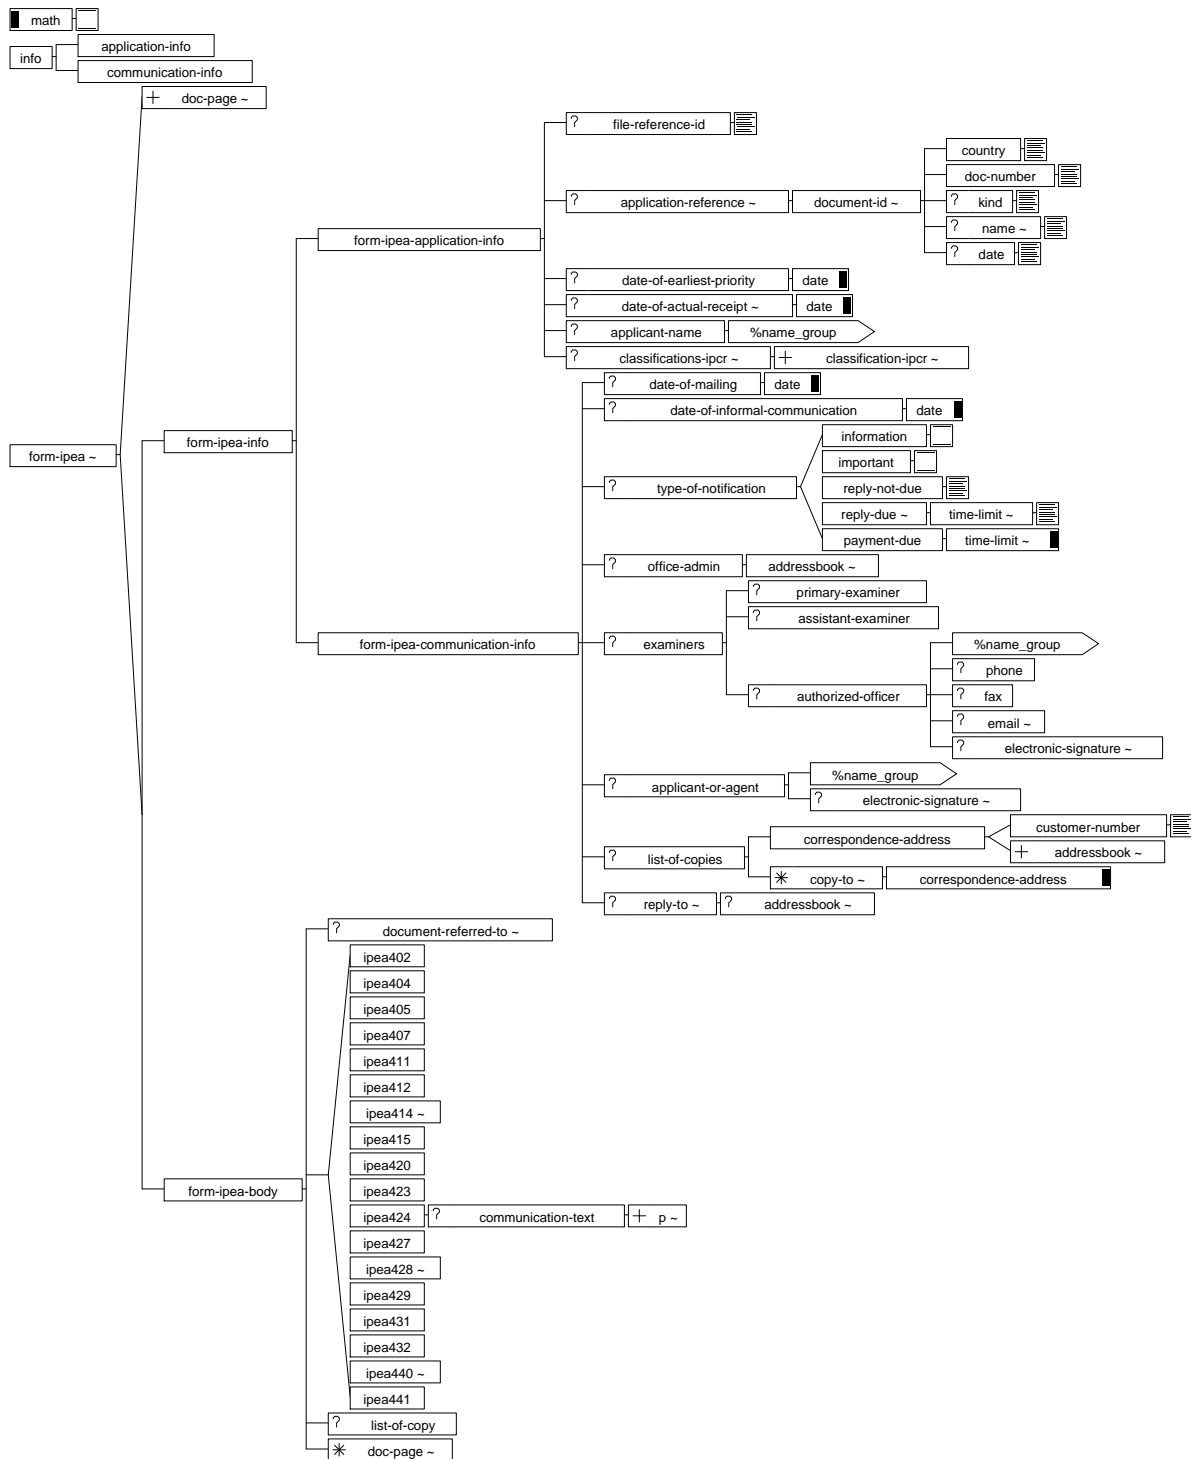 math
application-info
info
communication-info
+ doc-page ~
? file-reference-id
country
doc-number
? application-reference ~ document-id ~ ? kind
? name ~
form-ipea-application-info
? date
? date-of-earliest-priority date
? date-of-actual-receipt ~ date
? applicant-name %name_group
? classifications-ipcr ~ + classification-ipcr ~
? date-of-mailing date
? date-of-informal-communication date
information
form-ipea-info
form-ipea ~
important
? type-of-notification reply-not-due
reply-due ~ time-limit ~
payment-due time-limit ~
? office-admin addressbook ~
? primary-examiner
? assistant-examiner
form-ipea-communication-info ? examiners %name_group
? phone
? authorized-officer ? fax
? email ~
? electronic-signature ~
%name_group
? applicant-or-agent
? electronic-signature ~
customer-number
correspondence-address
+ addressbook ~
? list-of-copies
* copy-to ~ correspondence-address
? reply-to ~ ? addressbook ~
? document-referred-to ~
ipea402
ipea404
ipea405
ipea407
ipea411
ipea412
ipea414 ~
ipea415
ipea420
form-ipea-body ipea423
ipea424 ? communication-text + p ~
ipea427
ipea428 ~
ipea429
ipea431
ipea432
ipea440 ~
ipea441
? list-of-copy
* doc-page ~